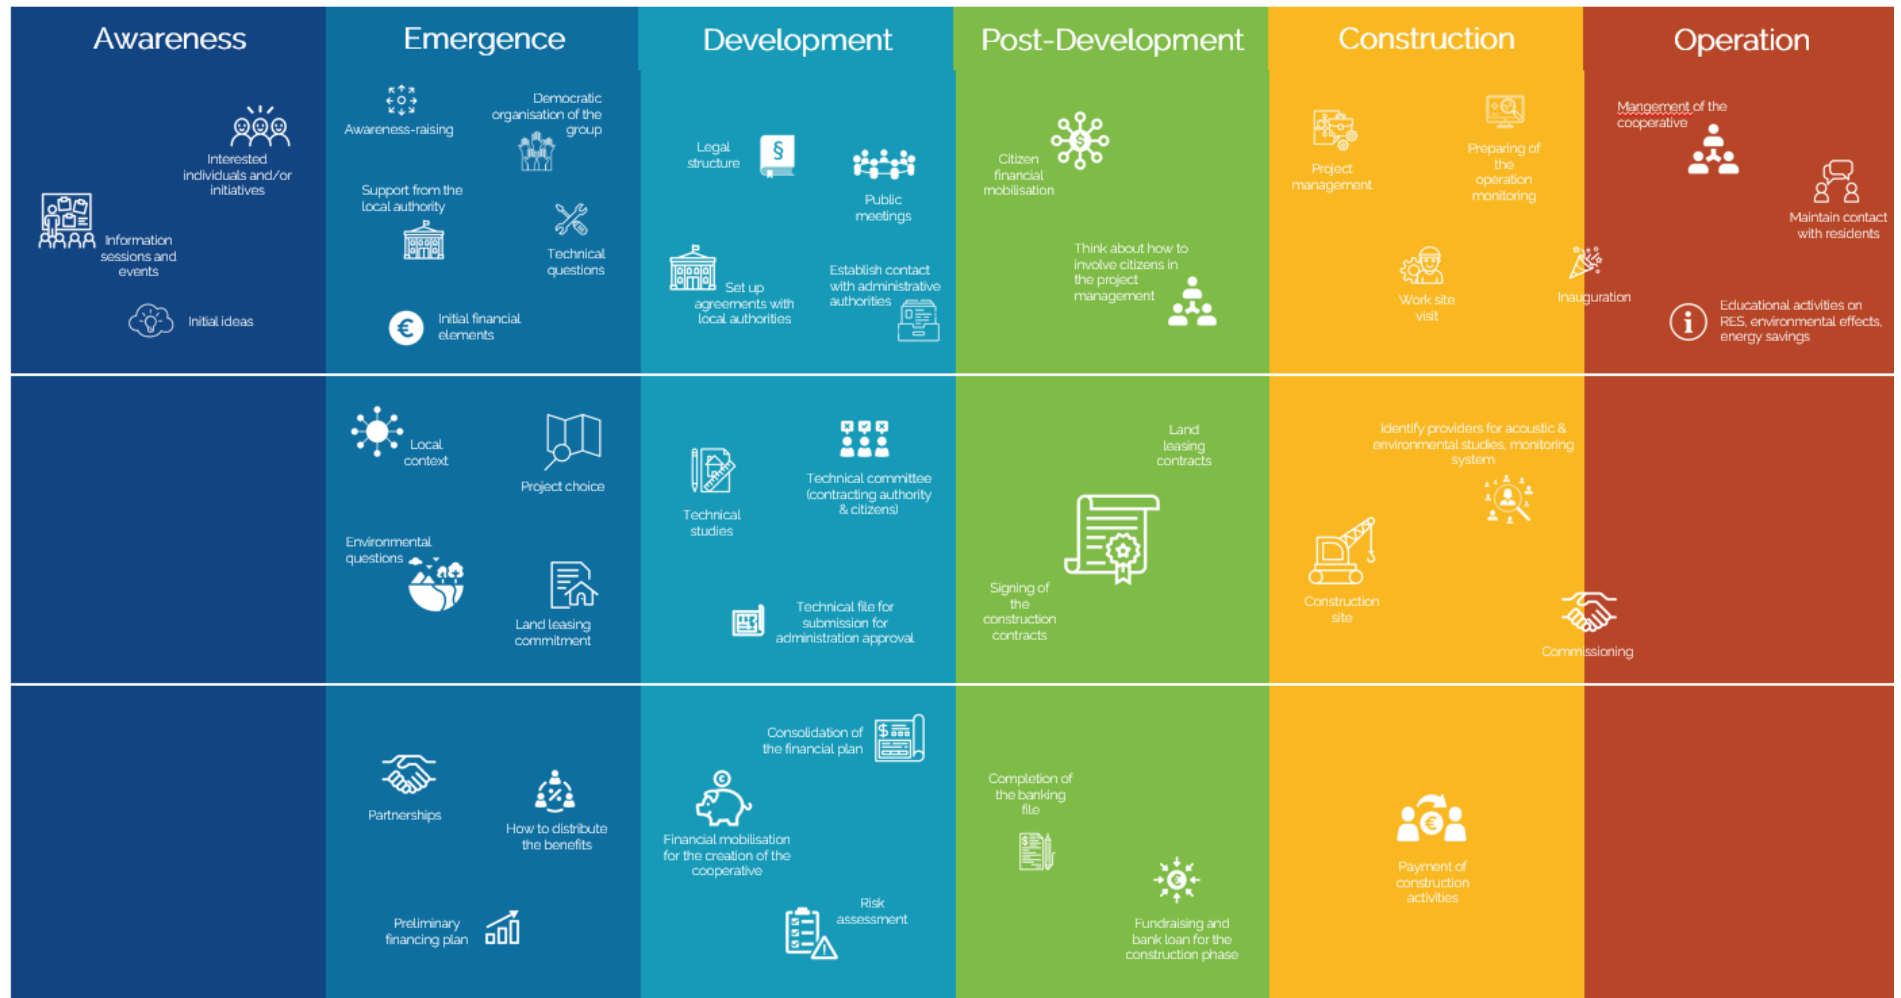 Awareness
Emergence
Development
Post-Development
Construction
Operation
Interested
individuals and/or
initiatives
Information
sessions and
events
Initial ideas
Awareness-raising
Democratic
organisation of the
group
Support from the
local authority
Technical
questions
Initial financial
elements
Legal
structure
§
Public
meetings
Set up
agreements with
local authorities
Establish contact
with administrative
authorities
Citizen
financial
mobilisation
Think about how to
involve citizens in
the project
management
Project
management
Preparing of
the
operation
monitoring
Work site
visit
Inauguration
Mangement of the
cooperative
Maintain contact
with residents
Educational activities on
RES, environmental effects,
energy savings
Local
context
Project choice
Environmental
questions
Land leasing
commitment
Technical
studies
Technical committee
(contracting authority
& citizens)
Technical file for
submission for
administration approval
Land
leasing
contracts
Signing of
the
construction
contracts
Identify providers for acoustic &
environmental studies, monitoring
system
Construction
site
Commissioning
Partnerships
How to distribute
the benefits
Preliminary
financing plan
Consolidation of
the financial plan
Financial mobilisation
for the creation of the
cooperative
Risk
assessment
Completion of
the banking
file
Fundraising and
bank loan for the
construction phase
Payment of
construction
activities